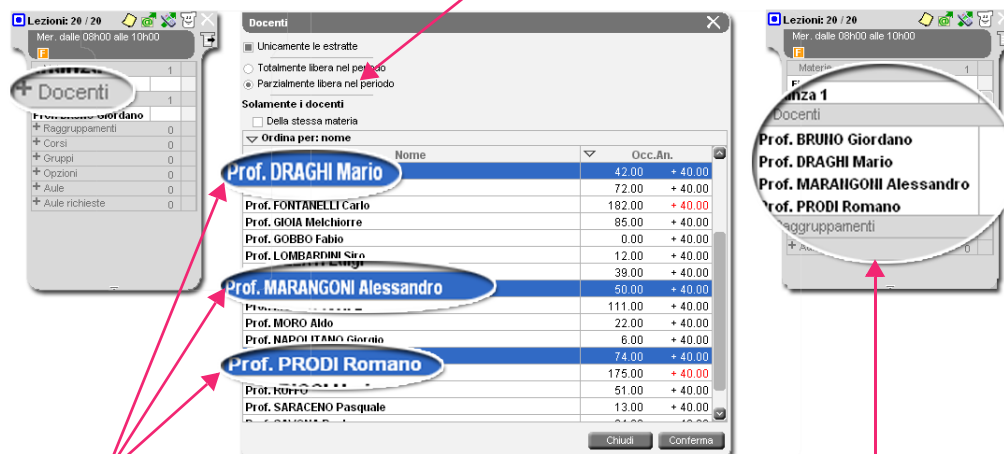 Lezioni: 20 / 20
Mer. dalle 08h00 alle 10h00
F
1
+ Docenti
1
Prof. BRUNO Giordano
+ Raggruppamenti 0
+ Corsi 0
+ Gruppi 0
+ Opzioni 0
+ Aule 0
+ Aule richieste 0
Docenti
Unicamente le estratte
Totalmente libera nel periodo
Parzialmente libera nel periodo
Solamente i docenti
Della stessa materia
Ordina per: nome
Nome Occ.An.
Prof. DRAGHI Mario 42.00 + 40.00
72.00 + 40.00
Prof. FONTANELLI Carlo 182.00 + 40.00
Prof. GIOIA Melchiorre 85.00 + 40.00
Prof. GOBBO Fabio 0.00 + 40.00
Prof. LOMBARDINI Siro 12.00 + 40.00
39.00 + 40.00
Prof. MARANGONI Alessandro 50.00 + 40.00
111.00 + 40.00
Prof. MORO Aldo 22.00 + 40.00
Prof. NAPOLITANO Giorgio 6.00 + 40.00
Prof. PRODI Romano 74.00 + 40.00
175.00 + 40.00
Prof. RUFFO 51.00 + 40.00
Prof. SARACENO Pasquale 13.00 + 40.00
Chiudi Conferma
Lezioni: 20 / 20
Mer. dalle 08h00 alle 10h00
F
Materie 1
nza 1
Docenti
Prof. BRUNO Giordano
Prof. DRAGHI Mario
Prof. MARANGONI Alessandro
Prof. PRODI Romano
Raggruppamenti
0